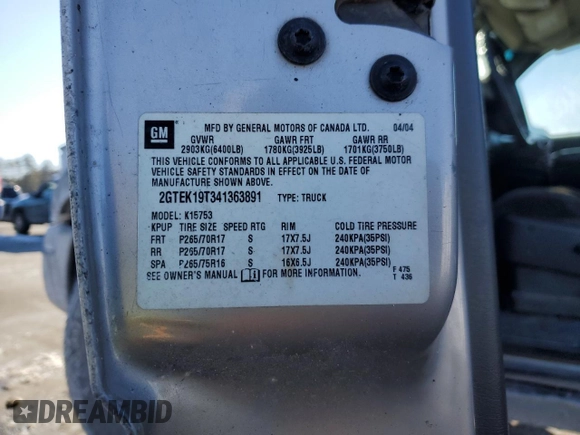 GM
MFD BY GENERAL MOTORS OF CANADA LTD. 04/04
GVWR GAWR FRT GAWR RR
2903KG(6400LB) 1780KG(3925LB) 1701KG(3750LB)
THIS VEHICLE CONFORMS TO ALL APPLICABLE U.S. FEDERAL MOTOR
VEHICLE SAFETY STANDARDS IN EFFECT ON THE DATE OF
MANUFACTURE SHOWN ABOVE.
2GTEK19T341363891 TYPE: TRUCK
MODEL: K15753
KPUP TIRE SIZE SPEED RTG RIM COLD TIRE PRESSURE
FRT P265/70R17 S 17X7.5J 240KPA(35PSI)
RR P265/70R17 S 17X7.5J 240KPA(35PSI)
SPA P265/75R16 S 16X6.5J 240KPA(35PSI)
SEE OWNER'S MANUAL FOR MORE INFORMATION.
F 475
T 436
DREAMBID